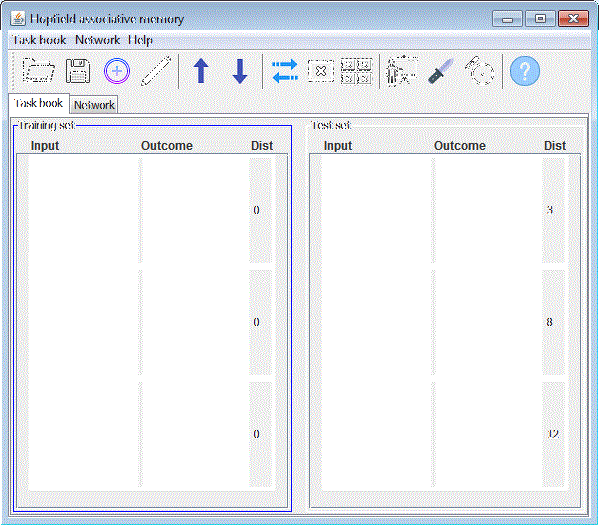 Hopfield associative memory
Task book Network Help
?
Task book Network
Training set
Input Outcome Dist
0
0
0
Test set
Input Outcome Dist
3
8
12